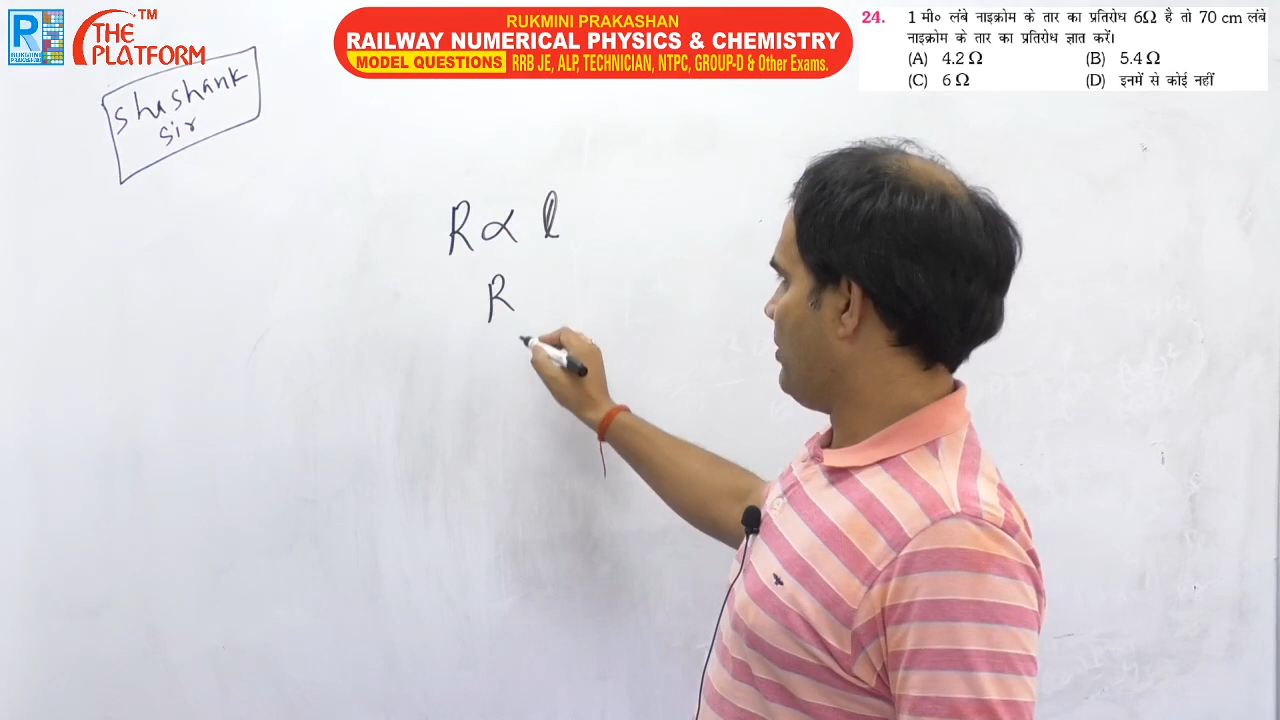 R
RUKMINI
PRAKASHAN
THE
PLATFORM
TM
RUKMINI PRAKASHAN
RAILWAY NUMERICAL PHYSICS & CHEMISTRY
MODEL QUESTIONS RRB JE, ALP, TECHNICIAN, NTPC, GROUP-D & Other Exams.
24. 1 मी० लंबे नाइक्रोम के तार का प्रतिरोध 6Ω है तो 70 cm लंबे
नाइक्रोम के तार का प्रतिरोध ज्ञात करें।
(A) 4.2 Ω (B) 5.4 Ω
(C) 6 Ω (D) इनमें से कोई नहीं
Shashank
Sir
R ∝ l
R